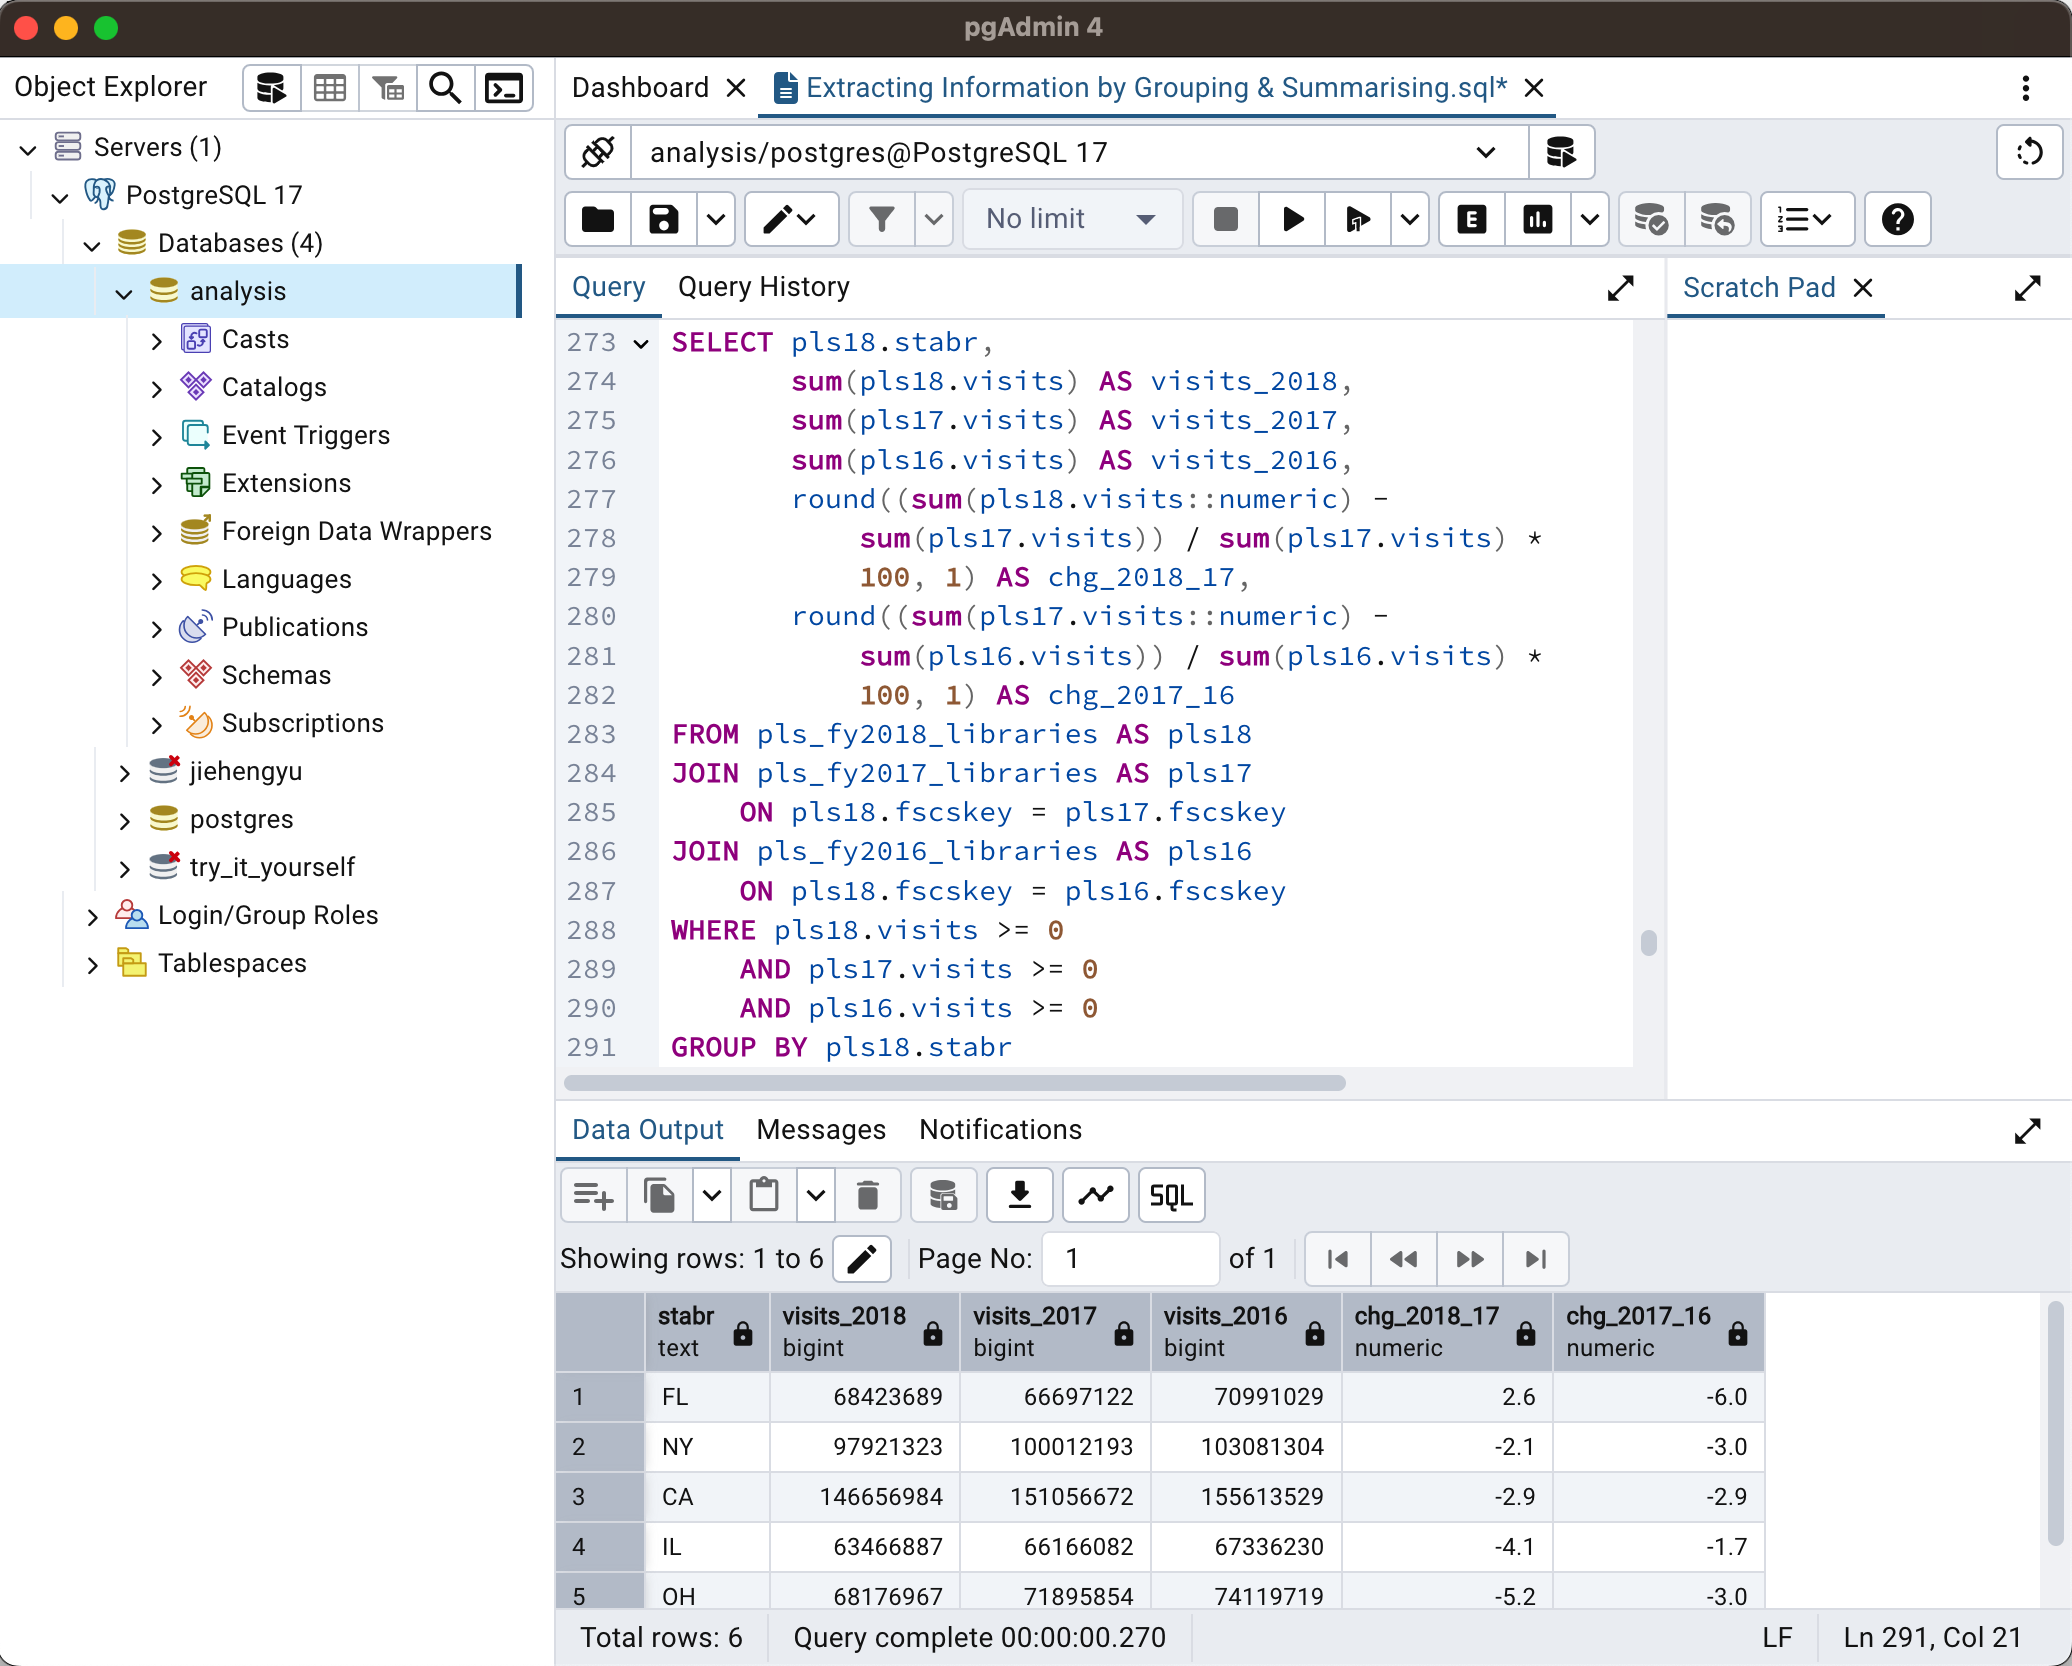 pgAdmin 4
Object Explorer
Servers (1)
PostgreSQL 17
Databases (4)
analysis
Casts
Catalogs
Event Triggers
Extensions
Foreign Data Wrappers
Languages
Publications
Schemas
Subscriptions
jiehengyu
postgres
try_it_yourself
Login/Group Roles
Tablespaces
Dashboard
Extracting Information by Grouping & Summarising.sql*
analysis/postgres@PostgreSQL 17
No limit
E
Query Query History
Scratch Pad
273 SELECT pls18.stabr,
274 sum(pls18.visits) AS visits_2018,
275 sum(pls17.visits) AS visits_2017,
276 sum(pls16.visits) AS visits_2016,
277 round((sum(pls18.visits::numeric) -
278 sum(pls17.visits)) / sum(pls17.visits) *
279 100, 1) AS chg_2018_17,
280 round((sum(pls17.visits::numeric) -
281 sum(pls16.visits)) / sum(pls16.visits) *
282 100, 1) AS chg_2017_16
283 FROM pls_fy2018_libraries AS pls18
284 JOIN pls_fy2017_libraries AS pls17
285 ON pls18.fscskey = pls17.fscskey
286 JOIN pls_fy2016_libraries AS pls16
287 ON pls18.fscskey = pls16.fscskey
288 WHERE pls18.visits >= 0
289 AND pls17.visits >= 0
290 AND pls16.visits >= 0
291 GROUP BY pls18.stabr
Data Output Messages Notifications
SQL
Showing rows: 1 to 6 Page No: 1 of 1
stabr visits_2018 visits_2017 visits_2016 chg_2018_17 chg_2017_16
text bigint bigint bigint numeric numeric
1 FL 68423689 66697122 70991029 2.6 -6.0
2 NY 97921323 100012193 103081304 -2.1 -3.0
3 CA 146656984 151056672 155613529 -2.9 -2.9
4 IL 63466887 66166082 67336230 -4.1 -1.7
5 OH 68176967 71895854 74119719 -5.2 -3.0
Total rows: 6 Query complete 00:00:00.270 LF Ln 291, Col 21